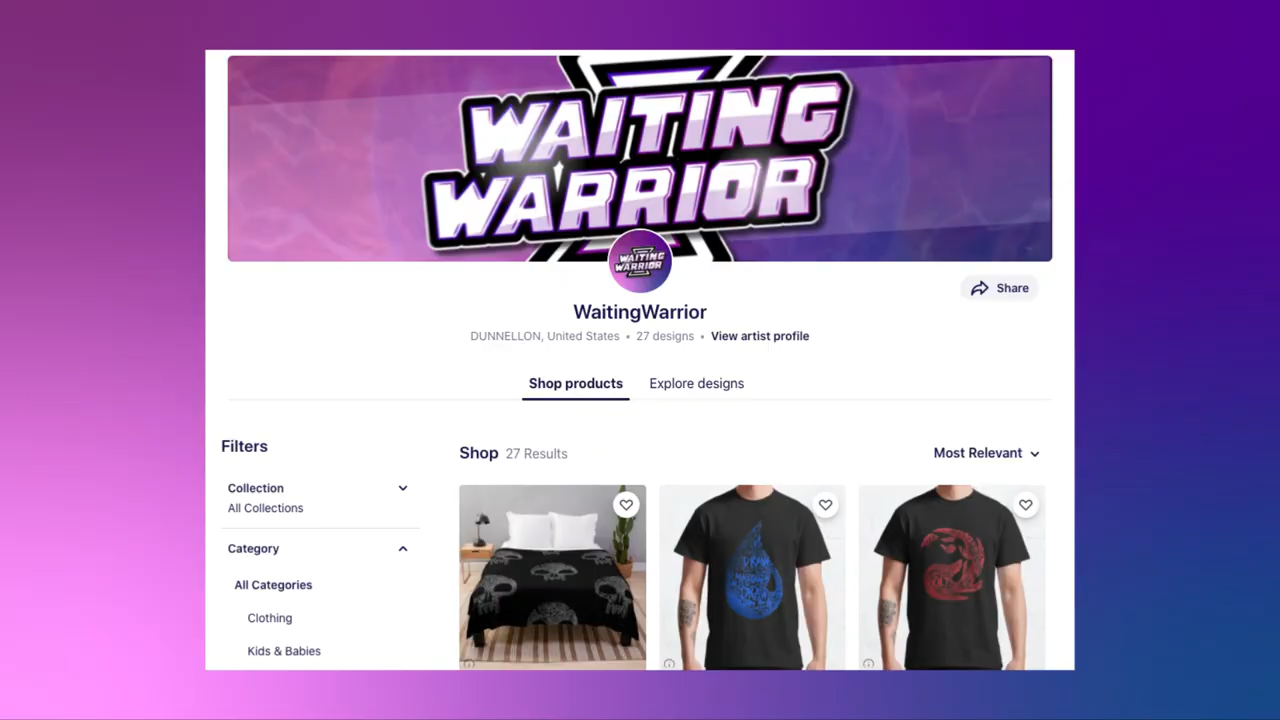 WAITING
WARRIOR
WAITING
WARRIOR
Share
WaitingWarrior
DUNNELLON, United States • 27 designs • View artist profile
Shop products Explore designs
Filters
Shop 27 Results
Most Relevant
Collection
All Collections
Category
All Categories
Clothing
Kids & Babies
DRAW